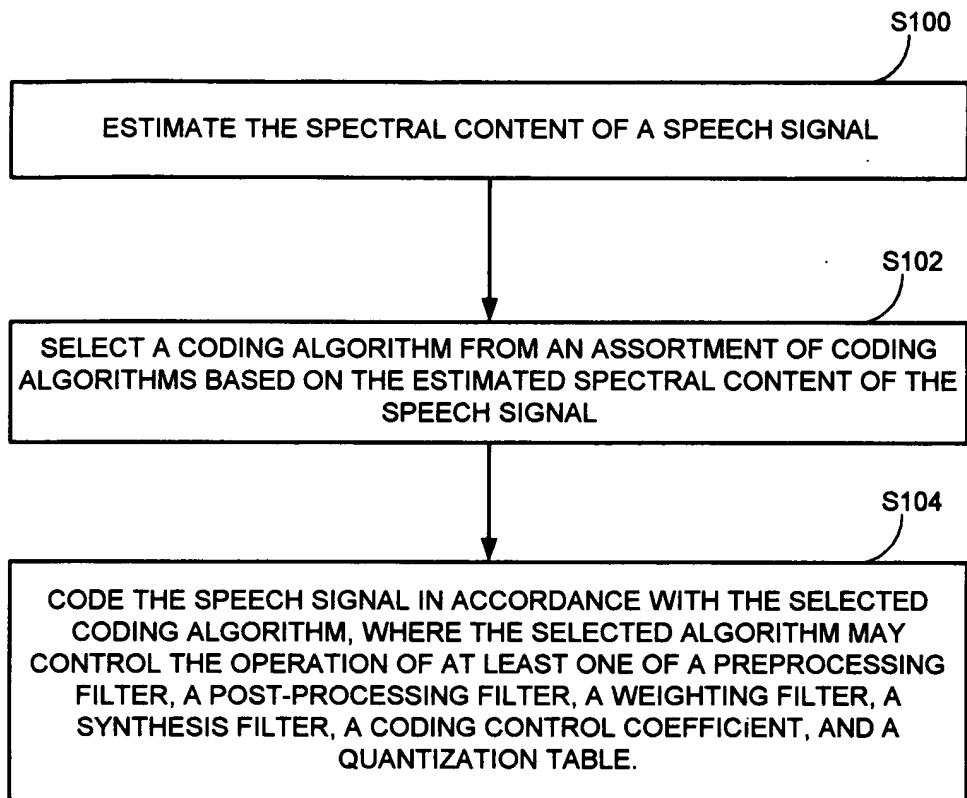 S100
ESTIMATE THE SPECTRAL CONTENT OF A SPEECH SIGNAL
S102
SELECT A CODING ALGORITHM FROM AN ASSORTMENT OF CODING
ALGORITHMS BASED ON THE ESTIMATED SPECTRAL CONTENT OF THE
SPEECH SIGNAL
S104
CODE THE SPEECH SIGNAL IN ACCORDANCE WITH THE SELECTED
CODING ALGORITHM, WHERE THE SELECTED ALGORITHM MAY
CONTROL THE OPERATION OF AT LEAST ONE OF A PREPROCESSING
FILTER, A POST-PROCESSING FILTER, A WEIGHTING FILTER, A
SYNTHESIS FILTER, A CODING CONTROL COEFFICiENT, AND A
QUANTIZATION TABLE.